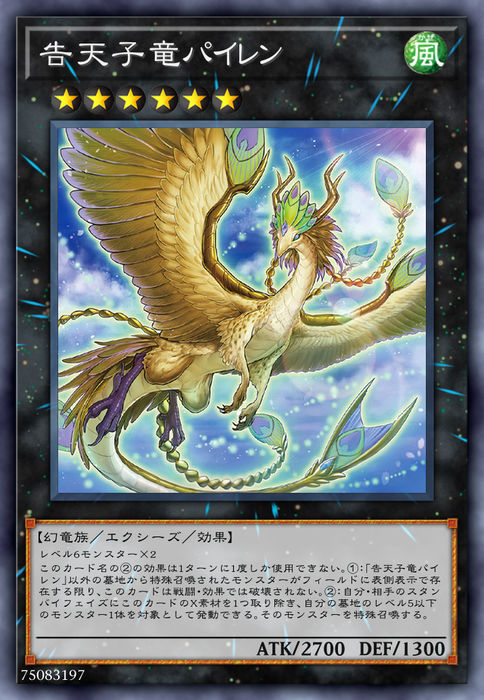 告天子竜パイレン
かぜ
風
【幻竜族／エクシーズ／効果】
レベル6モンスター×2
このカード名の②の効果は1ターンに1度しか使用できない。①：「告天子竜パイレ
ン」以外の墓地から特殊召喚されたモンスターがフィールドに表側表示で存
在する限り、このカードは戦闘・効果では破壊されない。②：自分・相手のスタン
バイフェイズにこのカードのX素材を1つ取り除き、自分の墓地のレベル5以下
のモンスター1体を対象として発動できる。そのモンスターを特殊召喚する。
ATK/2700 DEF/1300
75083197